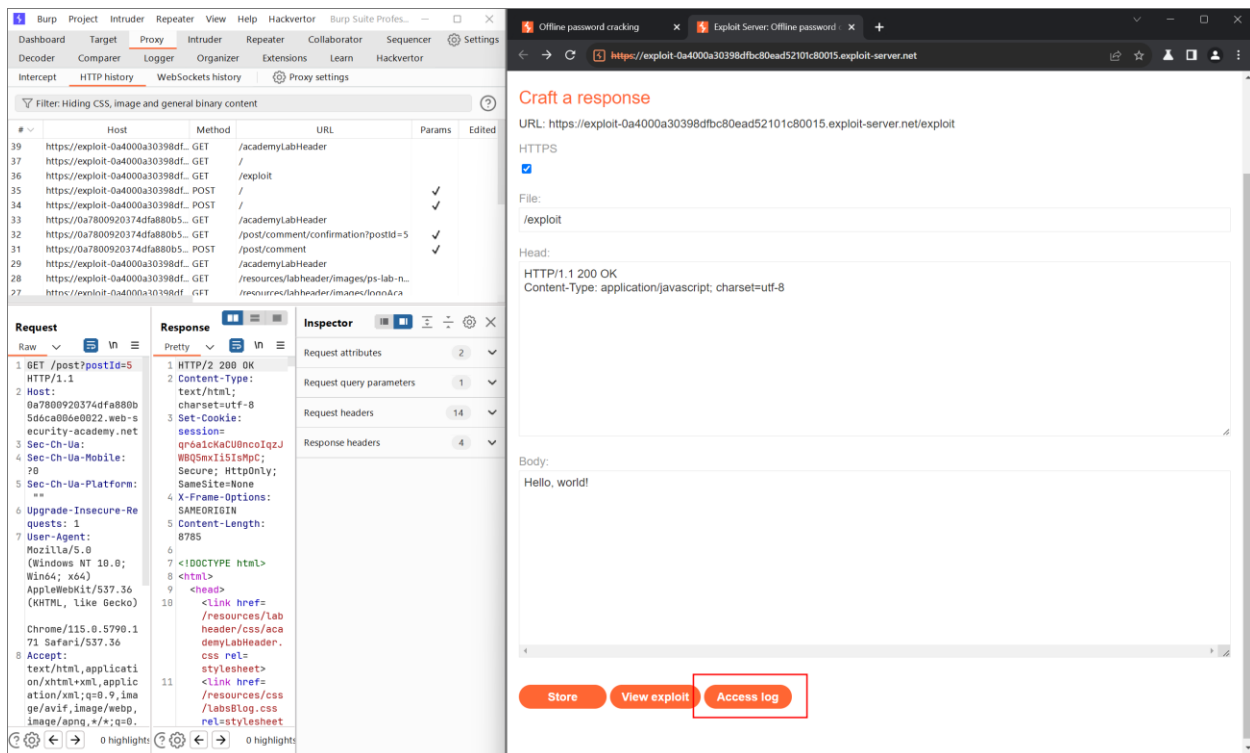 Burp Project Intruder Repeater View Help Hackvertor Burp Suite Profes...
Dashboard Target Proxy Intruder Repeater Collaborator Sequencer Settings
Decoder Comparer Logger Organizer Extensions Learn Hackvertor
Intercept HTTP history WebSockets history Proxy settings
Filter: Hiding CSS, image and general binary content
# Host Method URL Params Edited
39 https://exploit-0a4000a30398df... GET /academyLabHeader
37 https://exploit-0a4000a30398df... GET /
36 https://exploit-0a4000a30398df... GET /exploit
35 https://exploit-0a4000a30398df... POST / ✓
34 https://exploit-0a4000a30398df... POST / ✓
33 https://0a7800920374dfa880b5... GET /academyLabHeader
32 https://0a7800920374dfa880b5... GET /post/comment/confirmation?postId=5 ✓
31 https://0a7800920374dfa880b5... POST /post/comment ✓
29 https://exploit-0a4000a30398df... GET /academyLabHeader
28 https://exploit-0a4000a30398df... GET /resources/labheader/images/ps-lab-n...
27 https://exploit-0a4000a30398df GET /resources/labheader/images/logoAca
Request
Raw \n
1 GET /post?postId=5
HTTP/1.1
2 Host:
0a7800920374dfa880b
5d6ca006e0022.web-s
ecurity-academy.net
3 Sec-Ch-Ua:
4 Sec-Ch-Ua-Mobile:
?0
5 Sec-Ch-Ua-Platform:
""
6 Upgrade-Insecure-Re
quests: 1
7 User-Agent:
Mozilla/5.0
(Windows NT 10.0;
Win64; x64)
AppleWebKit/537.36
(KHTML, like Gecko)
Chrome/115.0.5790.1
71 Safari/537.36
8 Accept:
text/html,applicati
on/xhtml+xml,applic
ation/xml;q=0.9,ima
ge/avif,image/webp,
image/apng,*/*;q=0.
0 highlights
Response
Pretty \n
1 HTTP/2 200 OK
2 Content-Type:
text/html;
charset=utf-8
3 Set-Cookie:
session=
qr6a1cKaCU0ncoIqzJ
WBQ5mxIi5IsMpC;
Secure; HttpOnly;
SameSite=None
4 X-Frame-Options:
SAMEORIGIN
5 Content-Length:
8785
6
7 <!DOCTYPE html>
8 <html>
9 <head>
10 <link href=
/resources/lab
header/css/aca
demyLabHeader.
css rel=
stylesheet>
11 <link href=
/resources/css
/labsBlog.css
rel=stylesheet
0 highlights
Inspector
Request attributes 2
Request query parameters 1
Request headers 14
Response headers 4
Offline password cracking
Exploit Server: Offline password
https://exploit-0a4000a30398dfbc80ead52101c80015.exploit-server.net
Craft a response
URL: https://exploit-0a4000a30398dfbc80ead52101c80015.exploit-server.net/exploit
HTTPS
File:
/exploit
Head:
HTTP/1.1 200 OK
Content-Type: application/javascript; charset=utf-8
Body:
Hello, world!
Store View exploit Access log